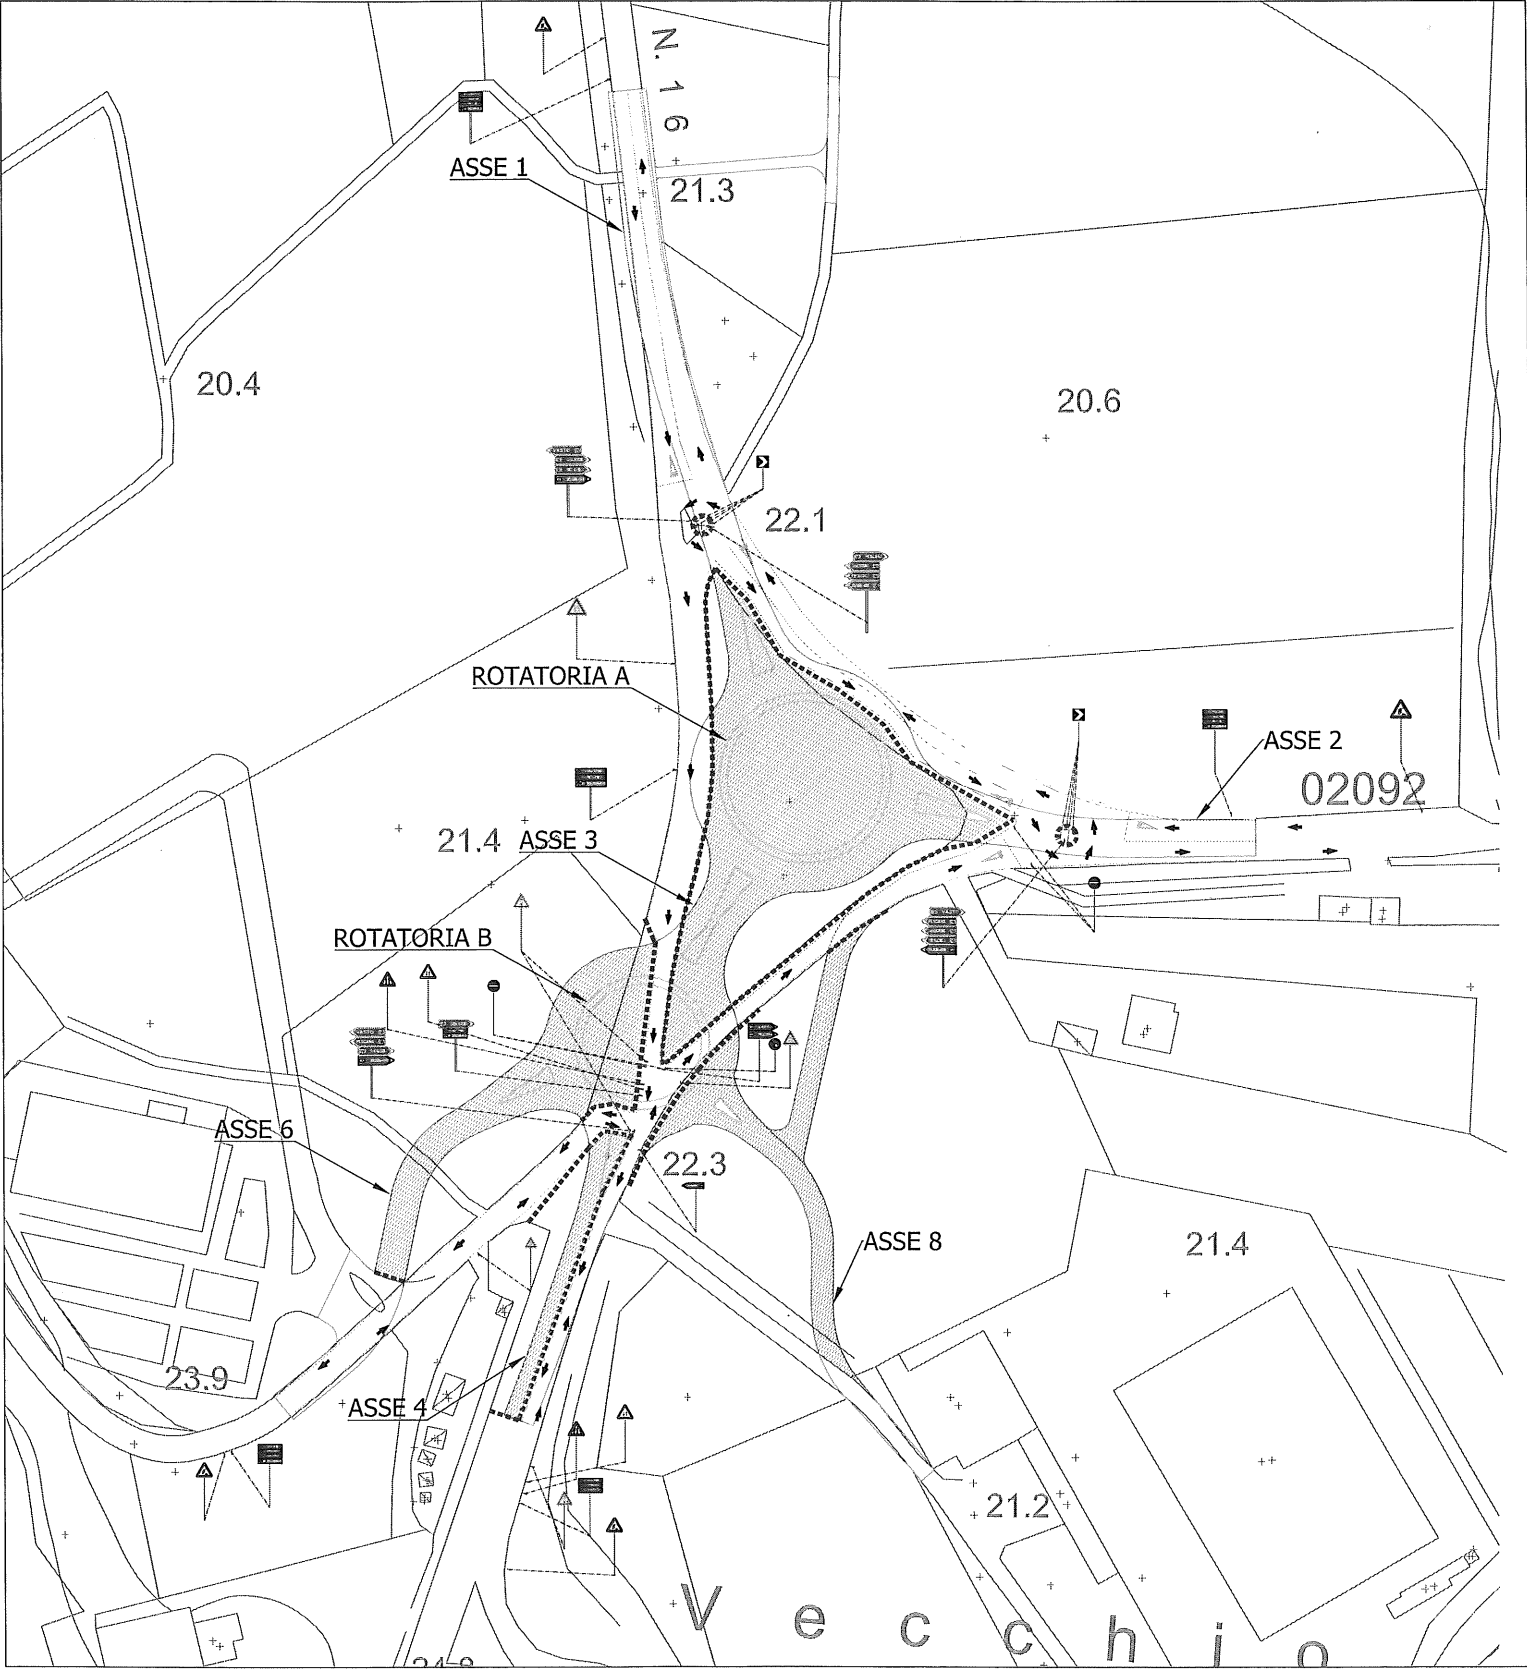 N. 16
ASSE 1
21.3
20.4
20.6
22.1
ROTATORIA A
ASSE 2
02092
21.4
ASSE 3
ROTATORIA B
ASSE 6
22.3
ASSE 8
21.4
23.9
ASSE 4
21.2
Vecchio